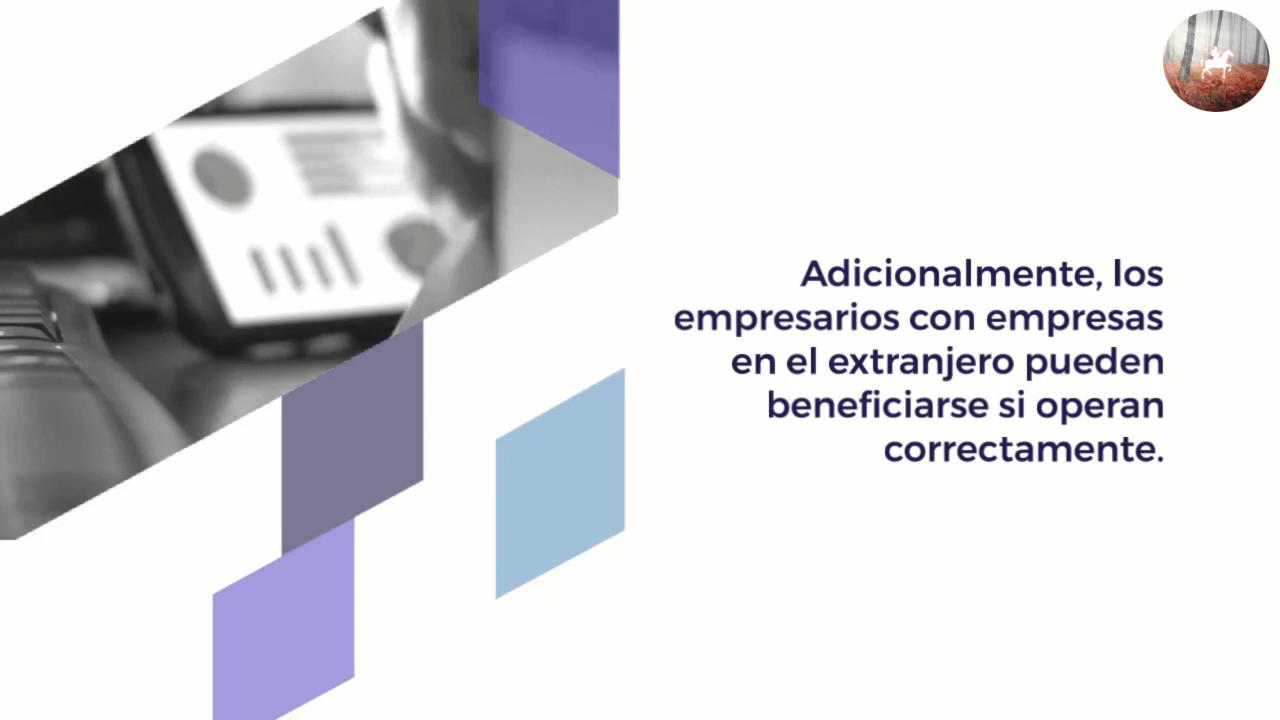 Adicionalmente, los
empresarios con empresas
en el extranjero pueden
beneficiarse si operan
correctamente.